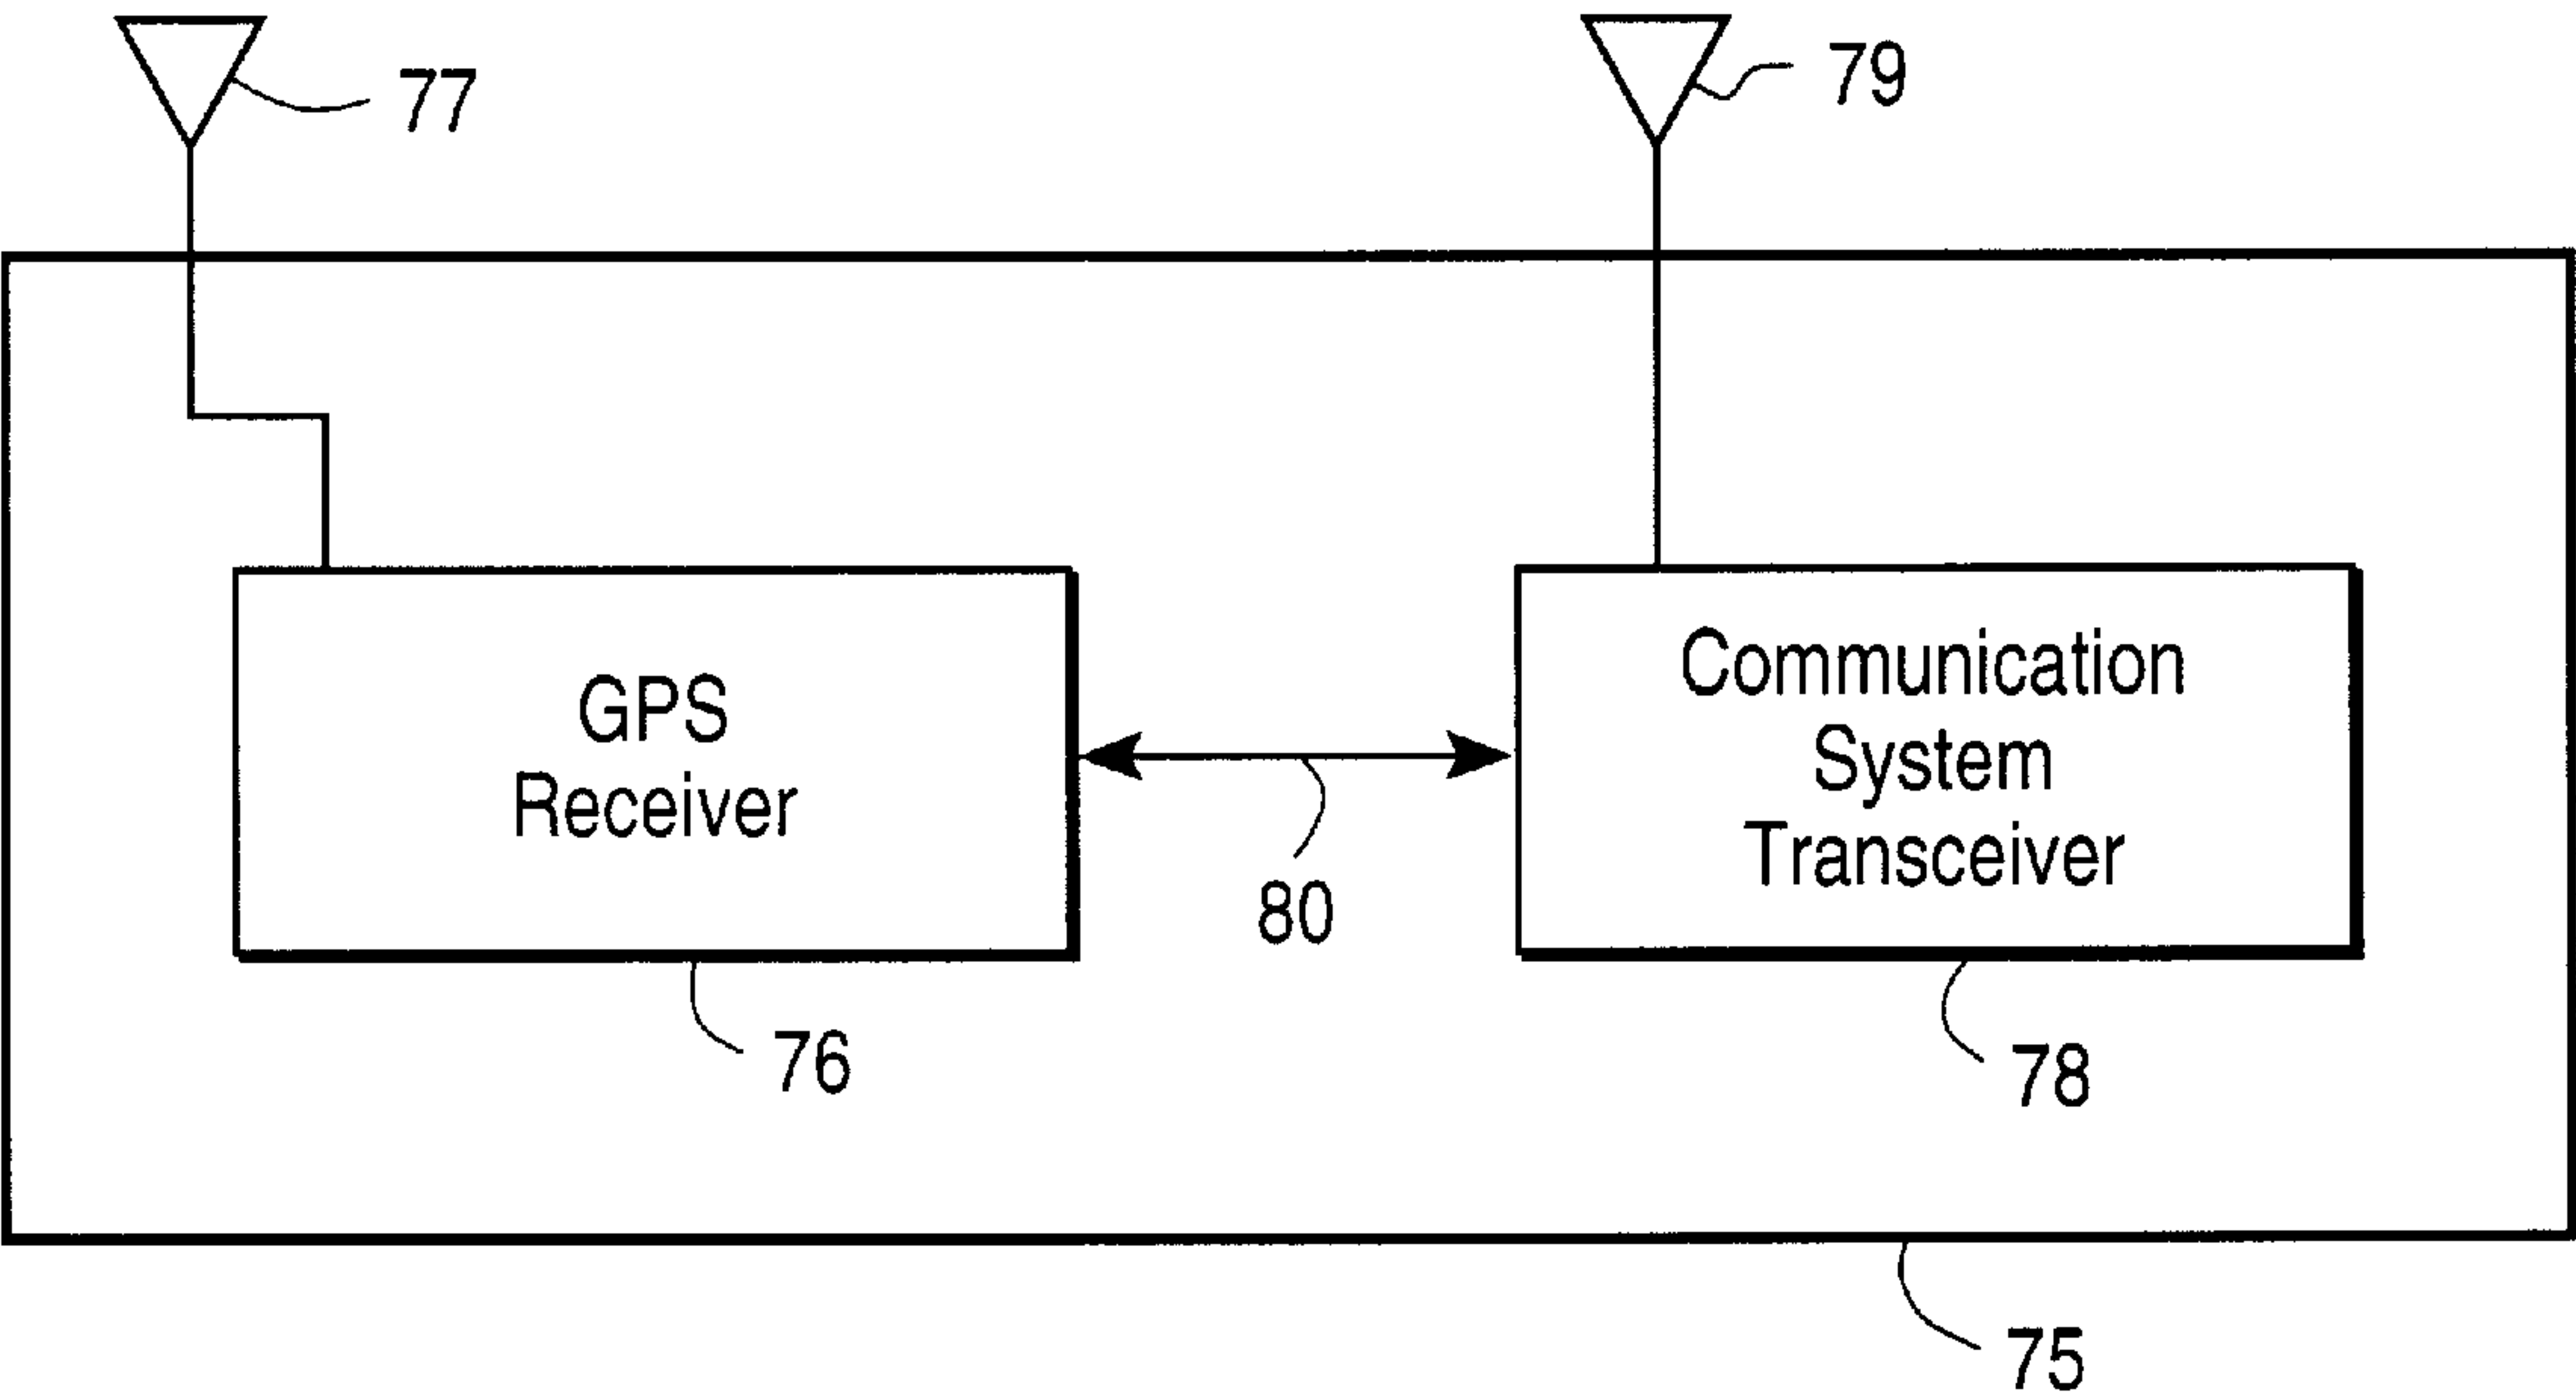 77
79
GPS
Receiver
Communication
System
Transceiver
80
76
78
75